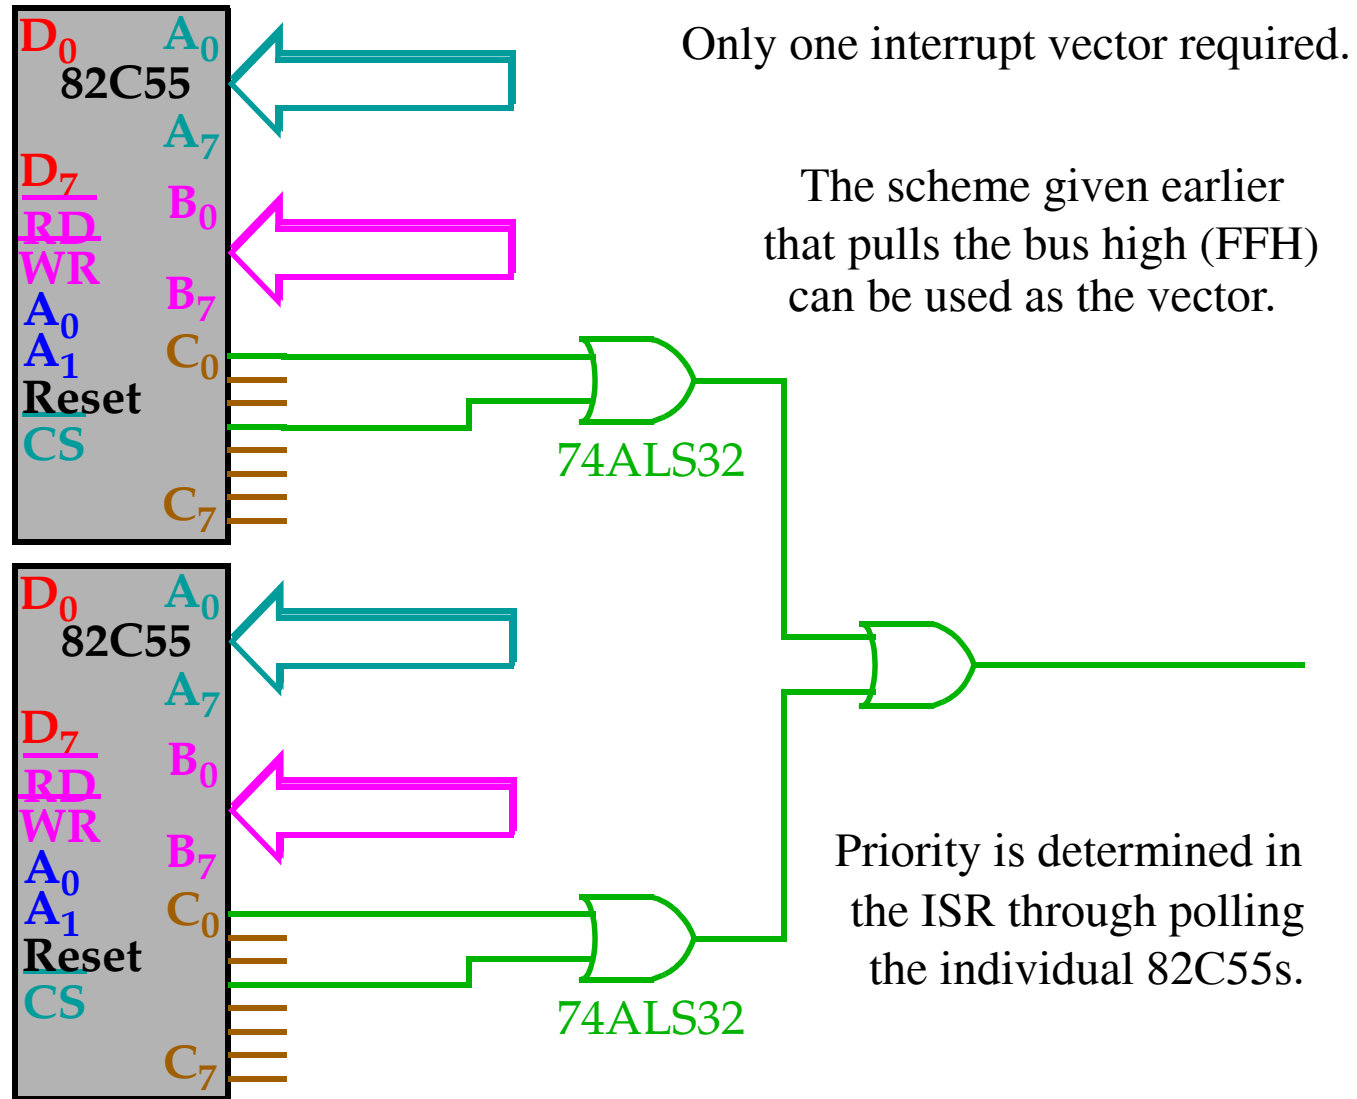 Only one interrupt vector required.
The scheme given earlier
that pulls the bus high (FFH)
can be used as the vector.
D0 A0
82C55
A7
D7
B0
RD
WR
B7
A0
C0
A1
Reset
CS
C7
74ALS32
D0 A0
82C55
A7
D7
B0
RD
WR
B7
A0
C0
A1
Reset
CS
C7
74ALS32
Priority is determined in
the ISR through polling
the individual 82C55s.